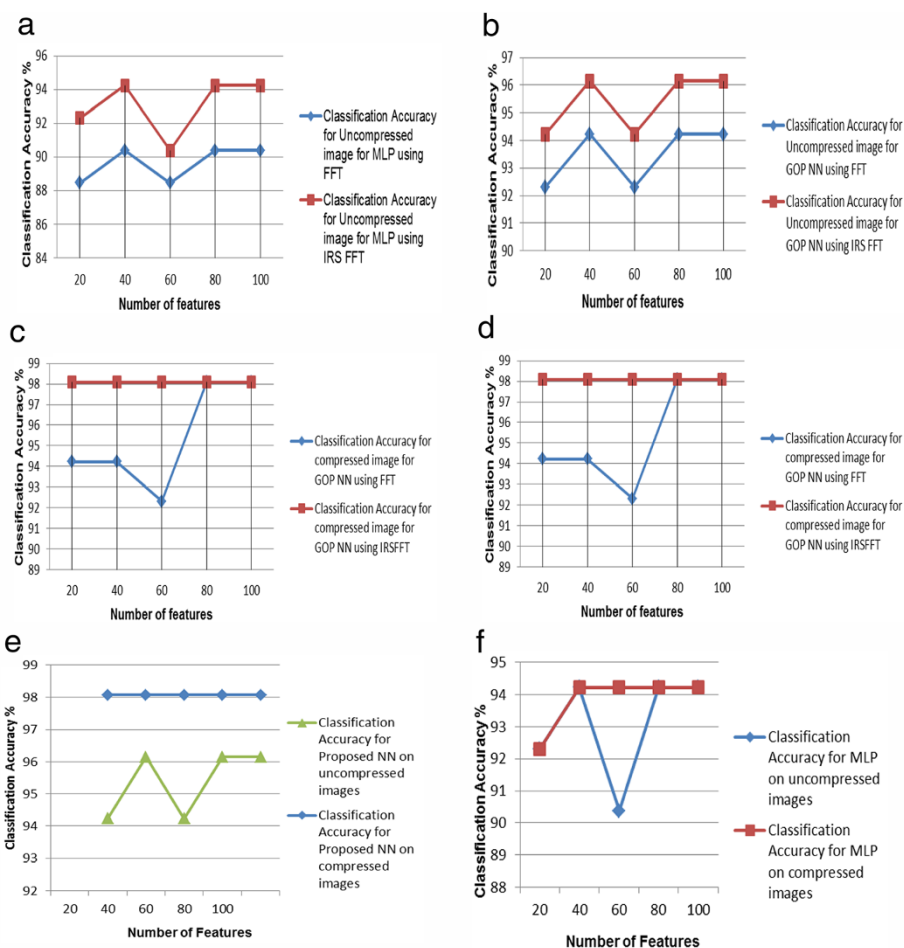 a
Classification Accuracy %
96
94
92
90
88
86
84
20 40 60 80 100
Number of features
Classification Accuracy
for Uncompressed
image for MLP using
FFT
Classification Accuracy
for Uncompressed
image for MLP using
IRS FFT
b
Classification Accuracy %
97
96
95
94
93
92
91
90
20 40 60 80 100
Number of features
Classification Accuracy for
Uncompressed image for
GOP NN using FFT
Classification Accuracy for
Uncompressed image for
GOP NN using IRS FFT
c
Classification Accuracy %
99
98
97
96
95
94
93
92
91
90
89
20 40 60 80 100
Number of features
Classification Accuracy for
compressed image for
GOP NN using FFT
Classification Accuracy for
compressed image for
GOP NN using IRSFFT
d
Classification Accuracy %
99
98
97
96
95
94
93
92
91
90
89
20 40 60 80 100
Number of features
Classification Accuracy for
compressed image for
GOP NN using FFT
Classification Accuracy for
compressed image for
GOP NN using IRSFFT
e
Classification Accuracy %
99
98
97
96
95
94
93
92
20 40 60 80 100
Number of Features
Classification
Accuracy for
Proposed NN on
uncompressed
images
Classification
Accuracy for
Proposed NN on
compressed
images
f
Classification Accuracy %
95
94
93
92
91
90
89
88
20 40 60 80 100
Number of Features
Classification
Accuracy for MLP
on uncompressed
images
Classification
Accuracy for MLP
on compressed
images